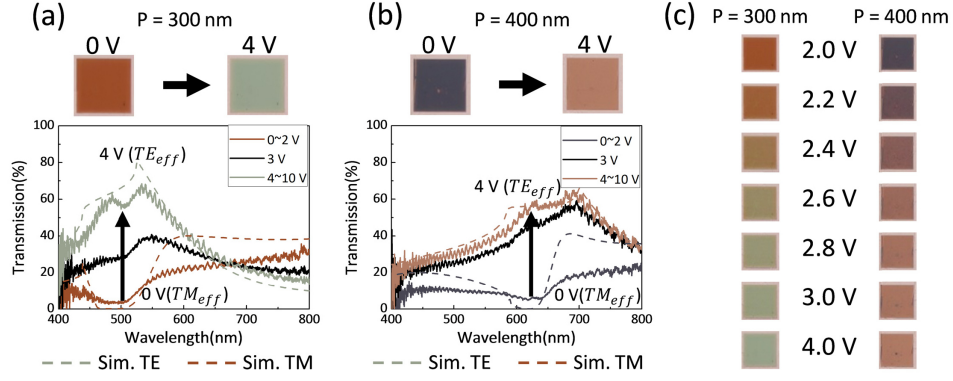 (a)
P = 300 nm
0 V
4 V
100
80
60
40
20
0
Transmission(%)
4 V (TE_eff)
0 V(TM_eff)
0~2 V
3 V
4~10 V
400 500 600 700 800
Wavelength(nm)
(b)
P = 400 nm
0 V
4 V
100
80
60
40
20
0
Transmission(%)
4 V (TE_eff)
0 V(TM_eff)
0~2 V
3 V
4~10 V
400 500 600 700 800
Wavelength(nm)
Sim. TE Sim. TM
Sim. TE Sim. TM
(c)
P = 300 nm P = 400 nm
2.0 V
2.2 V
2.4 V
2.6 V
2.8 V
3.0 V
4.0 V